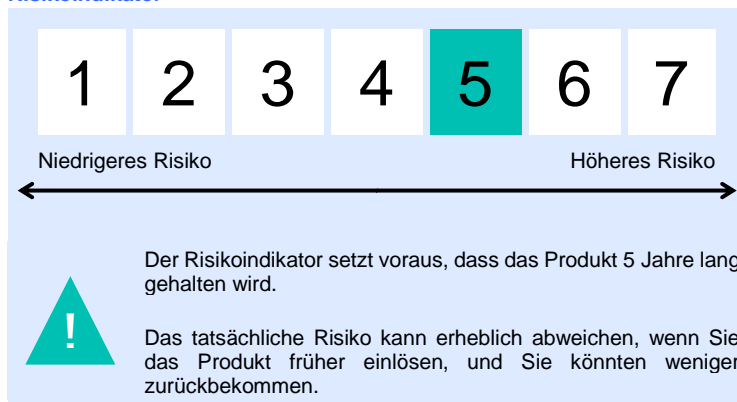 Risikoindikator
1 2 3 4 5 6 7
Niedrigeres Risiko Höheres Risiko
Der Risikoindikator setzt voraus, dass das Produkt 5 Jahre lang
gehalten wird.
!
Das tatsächliche Risiko kann erheblich abweichen, wenn Sie
das Produkt früher einlösen, und Sie könnten weniger
zurückbekommen.